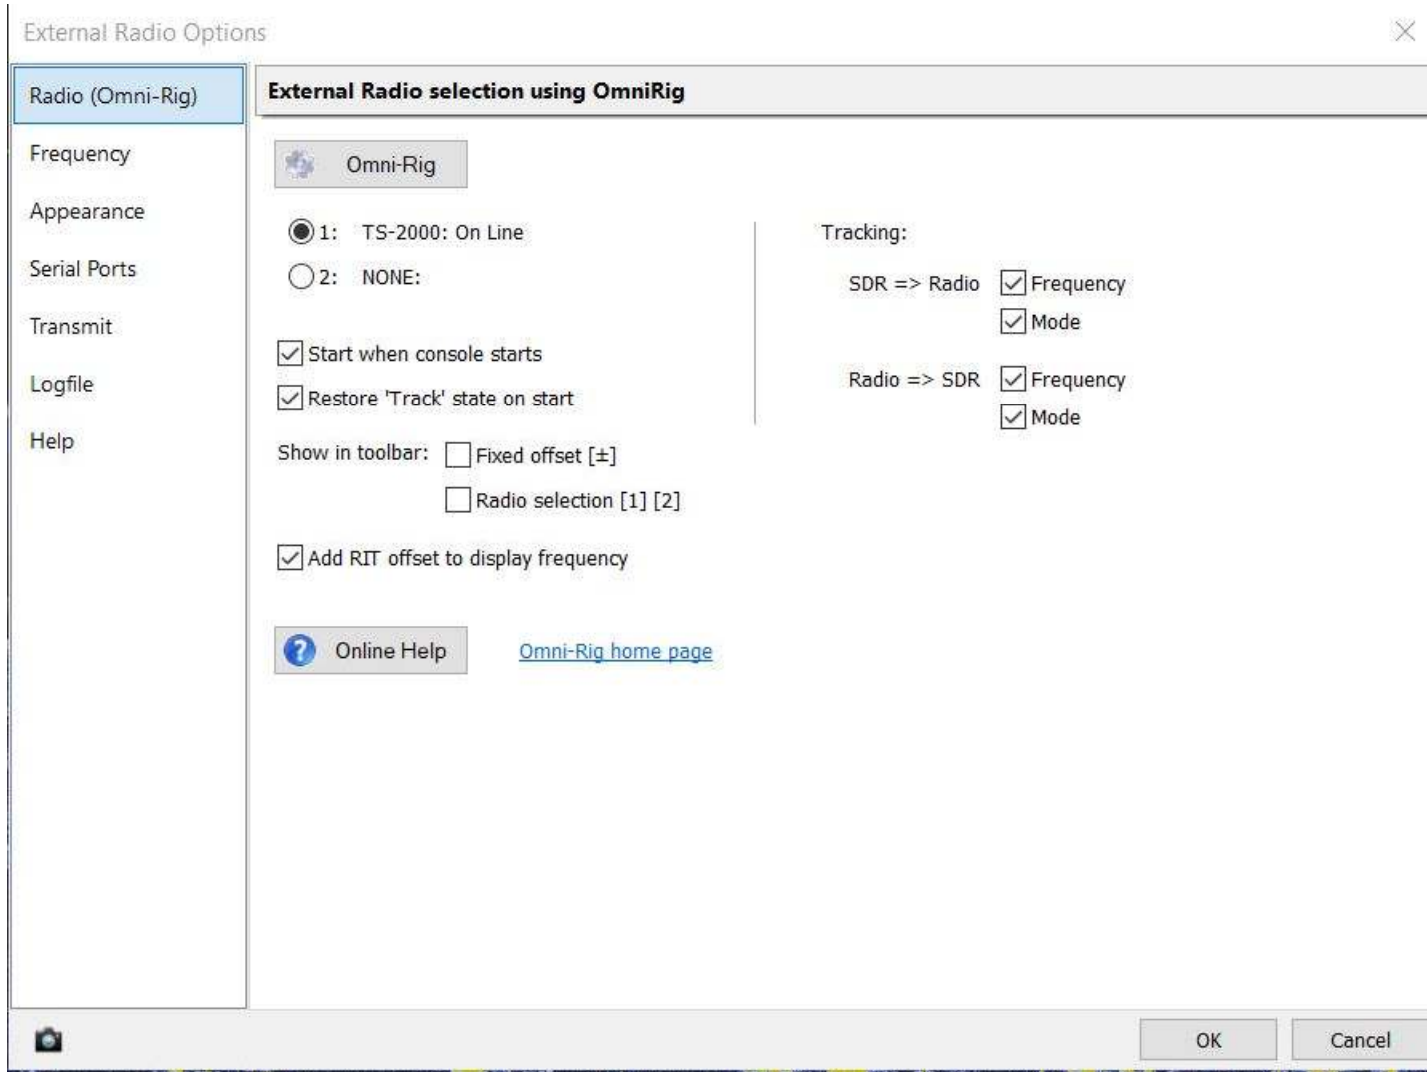 External Radio Options
Radio (Omni-Rig)
Frequency
Appearance
Serial Ports
Transmit
Logfile
Help
External Radio selection using OmniRig
Omni-Rig
1: TS-2000: On Line
2: NONE:
Start when console starts
Restore 'Track' state on start
Show in toolbar: Fixed offset [±]
Radio selection [1] [2]
Add RIT offset to display frequency
Tracking:
SDR => Radio Frequency
Mode
Radio => SDR Frequency
Mode
Online Help Omni-Rig home page
OK Cancel